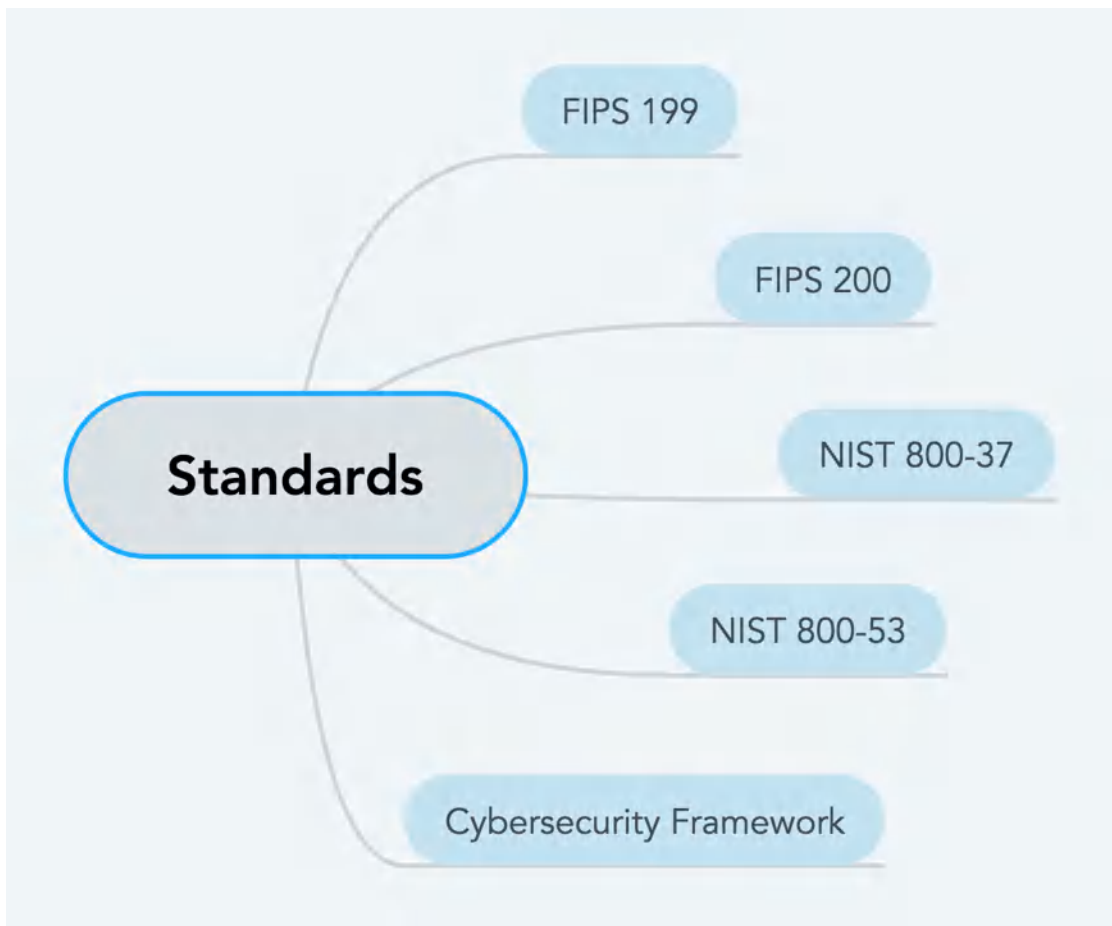 FIPS 199
FIPS 200
Standards
NIST 800-37
NIST 800-53
Cybersecurity Framework